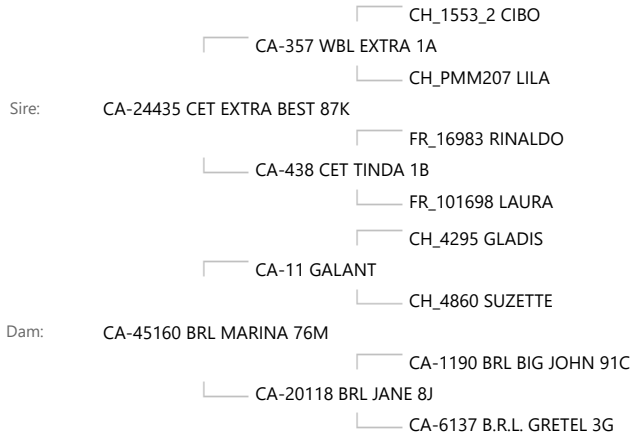 CH_1553_2 CIBO
CA-357 WBL EXTRA 1A
CH_PMM207 LILA
Sire: CA-24435 CET EXTRA BEST 87K
FR_16983 RINALDO
CA-438 CET TINDA 1B
FR_101698 LAURA
CH_4295 GLADIS
CA-11 GALANT
CH_4860 SUZETTE
Dam: CA-45160 BRL MARINA 76M
CA-1190 BRL BIG JOHN 91C
CA-20118 BRL JANE 8J
CA-6137 B.R.L. GRETEL 3G